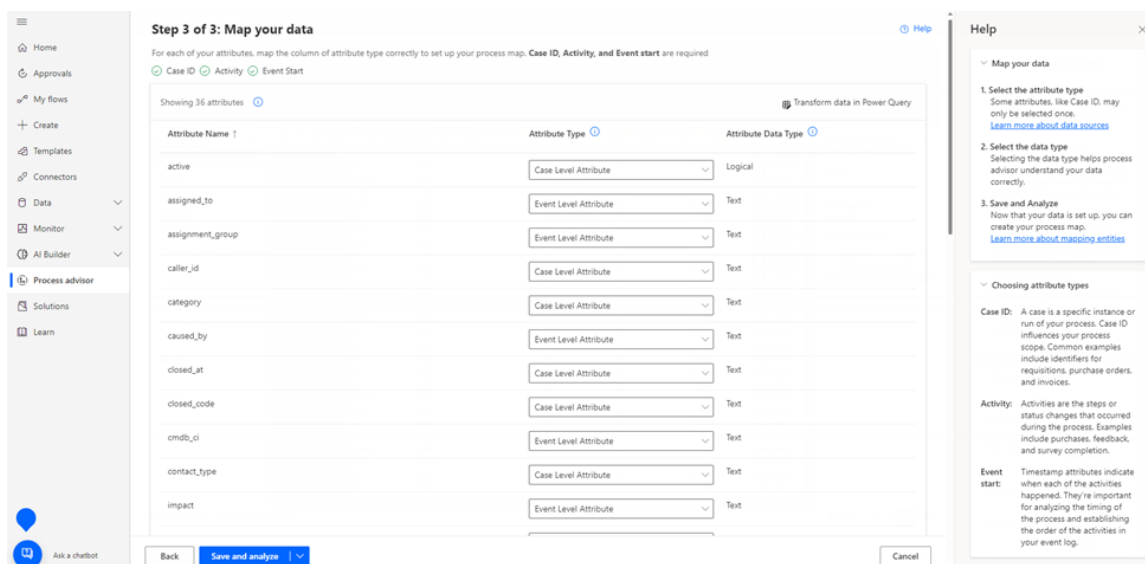 Home
Approvals
My flows
Create
Templates
Connectors
Data
Monitor
AI Builder
Process advisor
Solutions
Learn
Ask a chatbot
Step 3 of 3: Map your data
Help
For each of your attributes, map the column of attribute type correctly to set up your process map. Case ID, Activity, and Event start are required
Case ID Activity Event Start
Showing 36 attributes
Transform data in Power Query
Attribute Name ↑ Attribute Type Attribute Data Type
active Case Level Attribute Logical
assigned_to Event Level Attribute Text
assignment_group Event Level Attribute Text
caller_id Case Level Attribute Text
category Case Level Attribute Text
caused_by Event Level Attribute Text
closed_at Case Level Attribute Text
closed_code Case Level Attribute Text
cmdb_ci Event Level Attribute Text
contact_type Case Level Attribute Text
impact Event Level Attribute Text
Back Save and analyze Cancel
Help
Map your data
1. Select the attribute type
Some attributes, like Case ID, may
only be selected once.
Learn more about data sources
2. Select the data type
Selecting the data type helps process
advisor understand your data
correctly.
3. Save and Analyze
Now that your data is set up, you can
create your process map.
Learn more about mapping entities
Choosing attribute types
Case ID: A case is a specific instance or
run of your process. Case ID
influences your process
scope. Common examples
include identifiers for
requisitions, purchase orders,
and invoices.
Activity: Activities are the steps or
status changes that occurred
during the process. Examples
include purchases, feedback,
and survey completion.
Event Timestamp attributes indicate
start: when each of the activities
happened. They're important
for analyzing the timing of
the process and establishing
the order of the activities in
your event log.